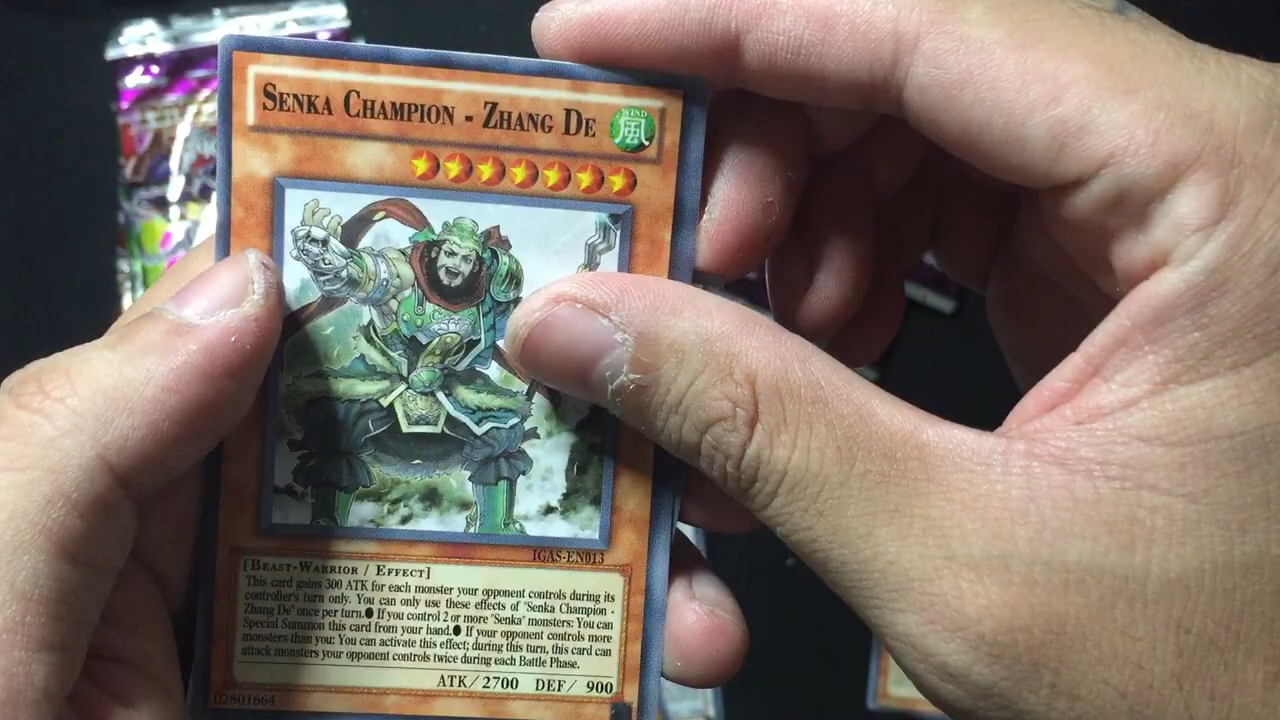 SENKA CHAMPION - ZHANG DE
WIND
風
IGAS-EN013
[BEAST-WARRIOR / EFFECT]
This card gains 300 ATK for each monster your opponent controls during its
controller's turn only. You can only use these effects of "Senka Champion -
Zhang De" once per turn.● If you control 2 or more "Senka" monsters: You can
Special Summon this card from your hand.● If your opponent controls more
monsters than you: You can activate this effect; during this turn, this card can
attack monsters your opponent controls twice during each Battle Phase.
ATK/2700 DEF/ 900
02801664